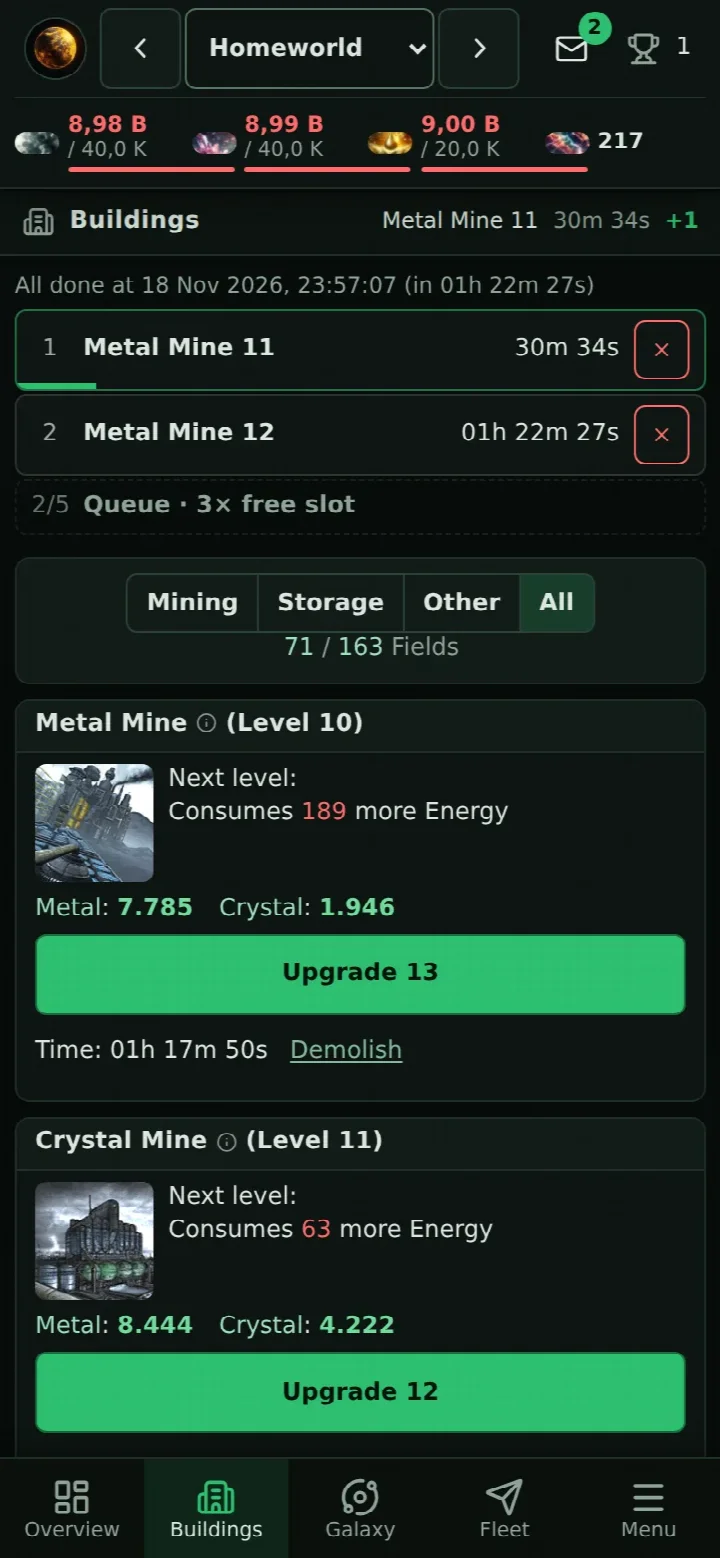 Homeworld
2
1
8,98 B
/ 40,0 K
8,99 B
/ 40,0 K
9,00 B
/ 20,0 K
217
Buildings Metal Mine 11 30m 34s +1
All done at 18 Nov 2026, 23:57:07 (in 01h 22m 27s)
1 Metal Mine 11 30m 34s ×
2 Metal Mine 12 01h 22m 27s ×
2/5 Queue · 3× free slot
Mining Storage Other All
71 / 163 Fields
Metal Mine (Level 10)
Next level:
Consumes 189 more Energy
Metal: 7.785 Crystal: 1.946
Upgrade 13
Time: 01h 17m 50s Demolish
Crystal Mine (Level 11)
Next level:
Consumes 63 more Energy
Metal: 8.444 Crystal: 4.222
Upgrade 12
Overview Buildings Galaxy Fleet Menu